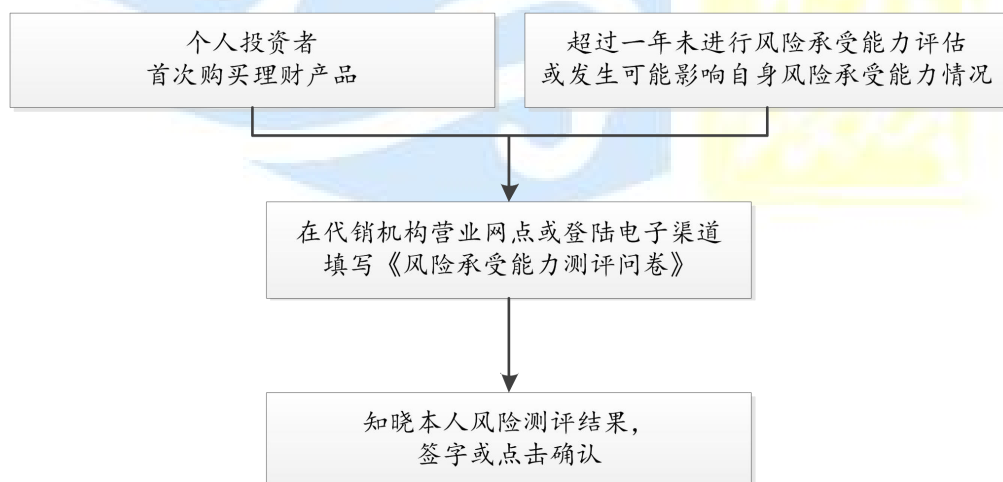 个人投资者
首次购买理财产品
超过一年未进行风险承受能力评估
或发生可能影响自身风险承受能力情况
在代销机构营业网点或登陆电子渠道
填写《风险承受能力测评问卷》
知晓本人风险测评结果，
签字或点击确认